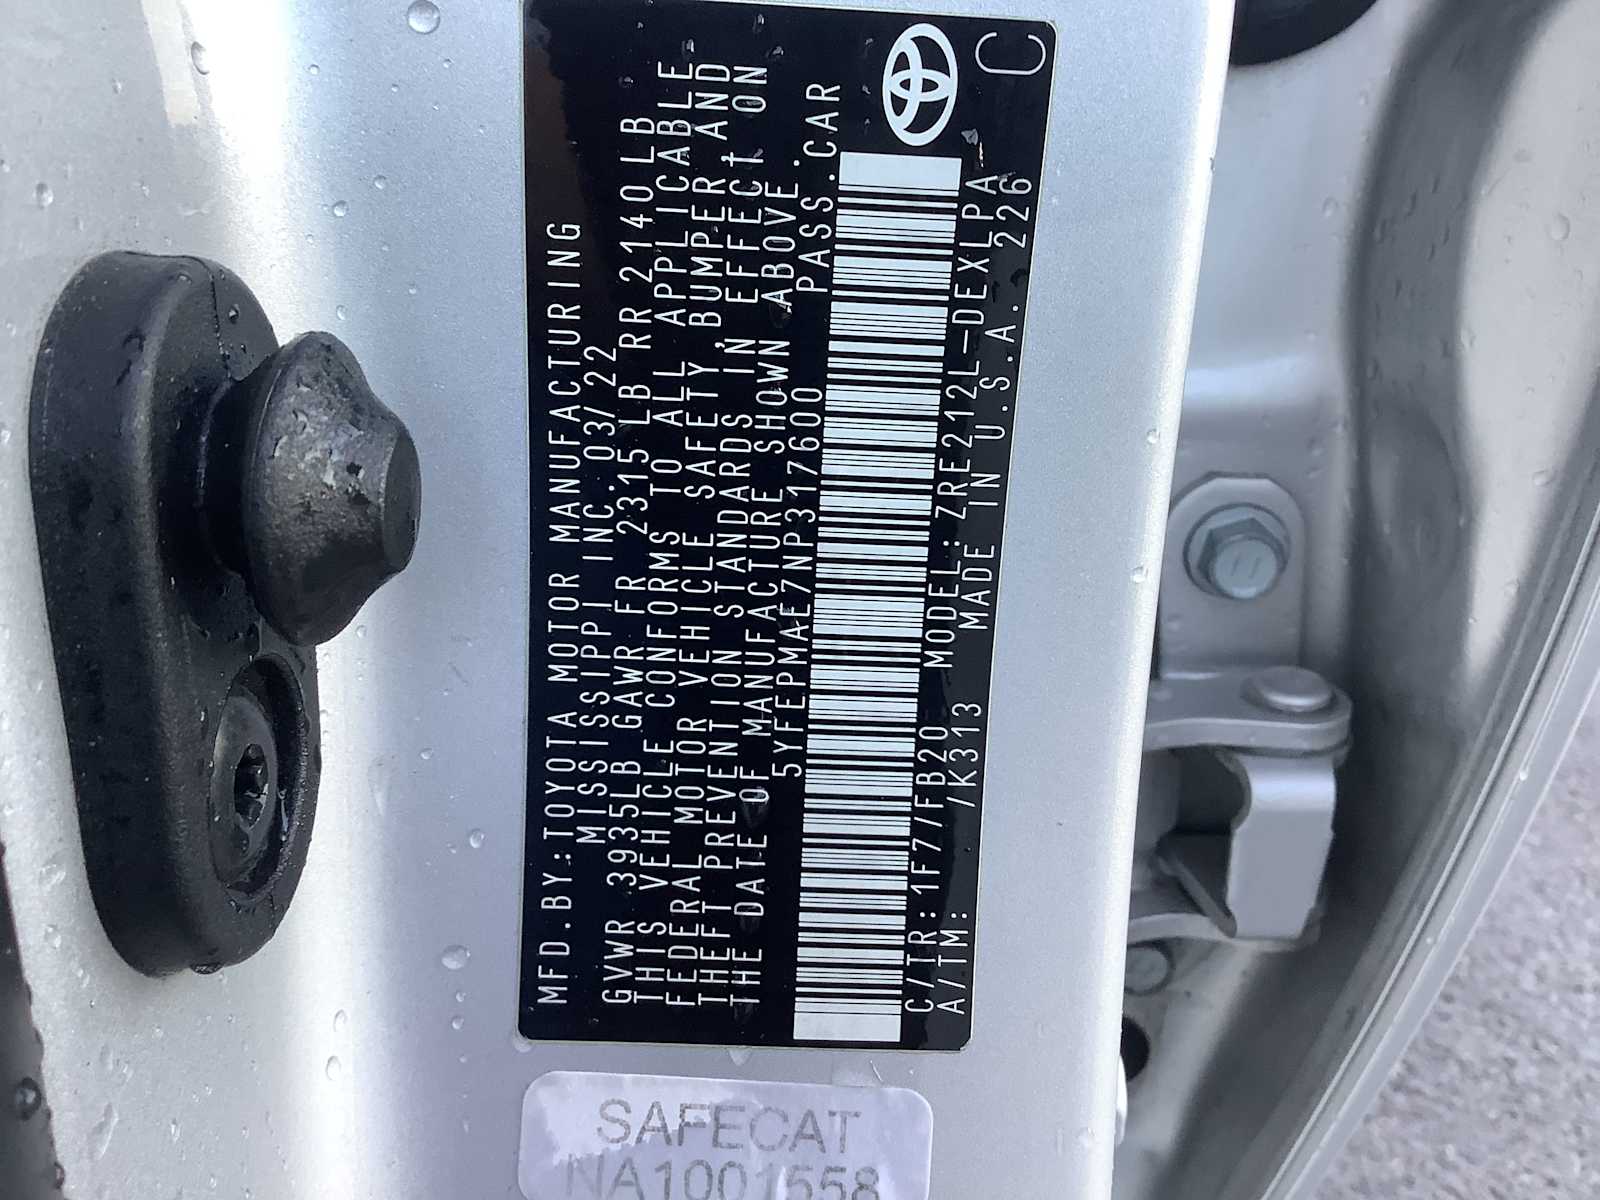 MFD.BY:TOYOTA MOTOR MANUFACTURING
MISSISSIPPI INC. 03/22
GVWR 3935LB GAWR FR 2315LB RR 2140LB
THIS VEHICLE CONFORMS TO ALL APPLICABLE
FEDERAL MOTOR VEHICLE SAFETY,BUMPER,AND
THEFT PREVENTION STANDARDS IN EFFECT ON
THE DATE OF MANUFACTURE SHOWN ABOVE.
5YFEPMAE7NP317600 PASS.CAR
C/TR:1F7/FB20 MODEL:ZRE212L-DEXLPA
A/TM: /K313 MADE IN U.S.A. 226
C
SAFECAT
NA1001558